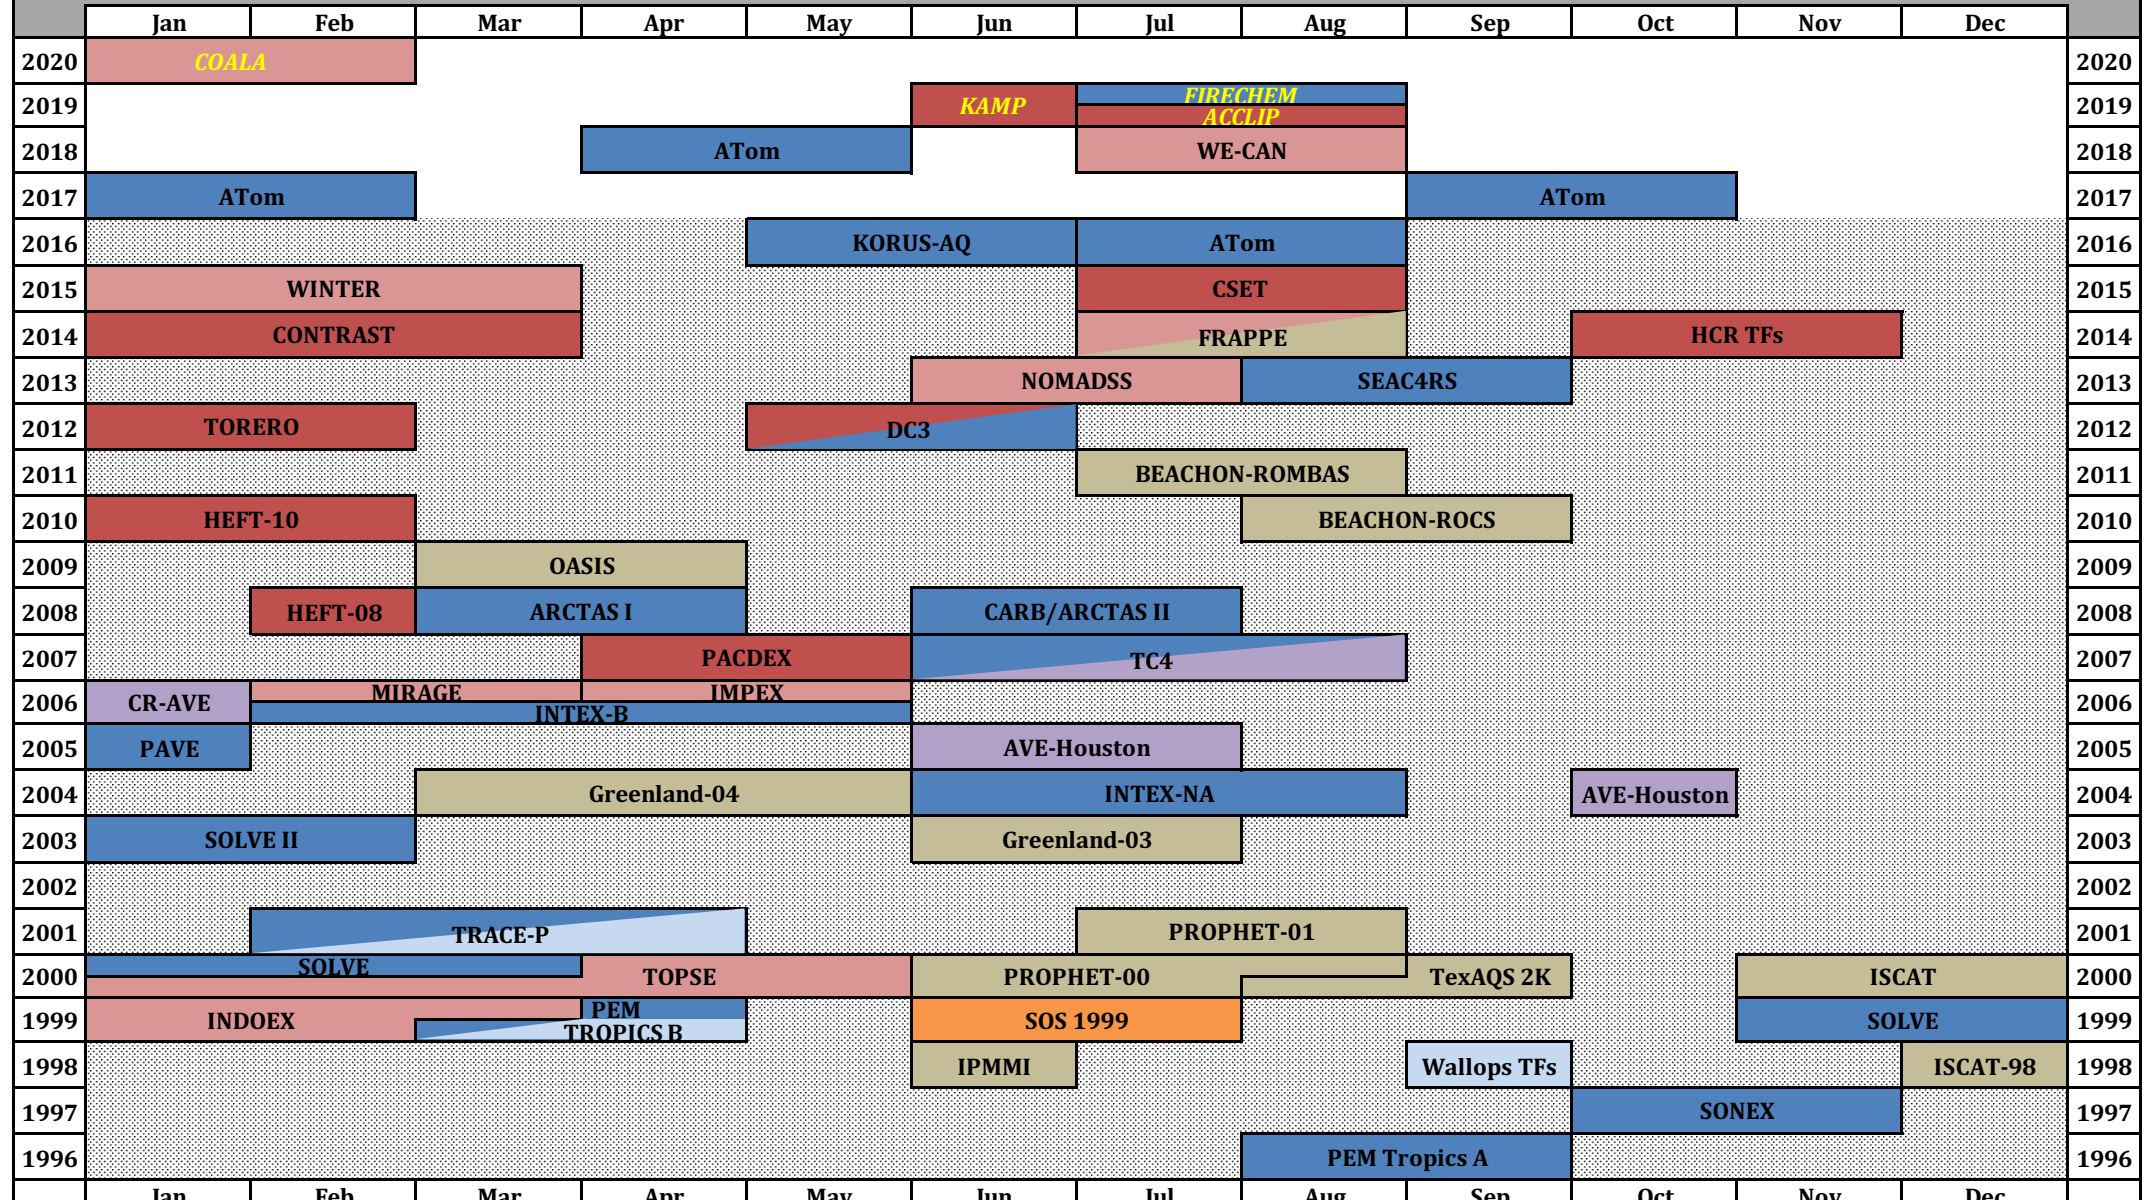 Jan Feb Mar Apr May Jun Jul Aug Sep Oct Nov Dec
2020 COALA 2020
2019 KAMP FIRECHEM 2019
ACCLIP
2018 ATom WE-CAN 2018
2017 ATom ATom 2017
2016 KORUS-AQ ATom 2016
2015 WINTER CSET 2015
2014 CONTRAST FRAPPE HCR TFs 2014
2013 NOMADSS SEAC4RS 2013
2012 TORERO DC3 2012
2011 BEACHON-ROMBAS 2011
2010 HEFT-10 BEACHON-ROCS 2010
2009 OASIS 2009
2008 HEFT-08 ARCTAS I CARB/ARCTAS II 2008
2007 PACDEX TC4 2007
2006 CR-AVE MIRAGE IMPEX 2006
INTEX-B
2005 PAVE AVE-Houston 2005
2004 Greenland-04 INTEX-NA AVE-Houston 2004
2003 SOLVE II Greenland-03 2003
2002 2002
2001 TRACE-P PROPHET-01 2001
2000 SOLVE TOPSE PROPHET-00 TexAQS 2K ISCAT 2000
1999 INDOEX PEM SOS 1999 SOLVE 1999
TROPICS B
1998 IPMMI Wallops TFs ISCAT-98 1998
1997 SONEX 1997
1996 PEM Tropics A 1996
Jan Feb Mar Apr May Jun Jul Aug Sep Oct Nov Dec